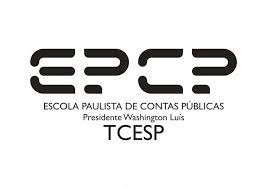 EPCP
ESCOLA PAULISTA DE CONTAS PÚBLICAS
Presidente Washington Luís
TCESP